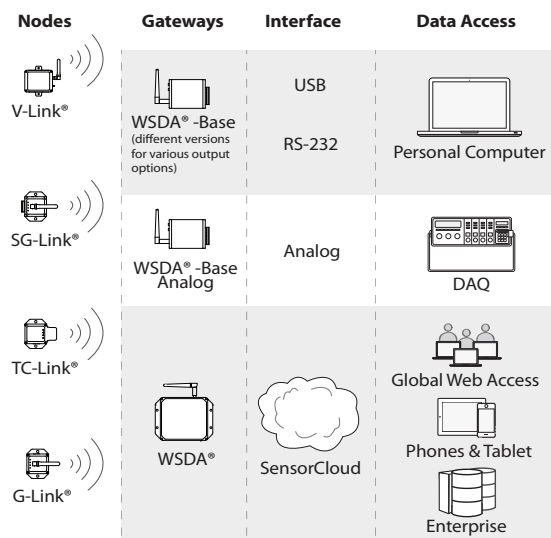 Nodes
Gateways
Interface
Data Access
V-Link®
SG-Link®
TC-Link®
G-Link®
WSDA® -Base
(different versions
for various output
options)
USB
RS-232
Personal Computer
WSDA® -Base
Analog
Analog
DAQ
WSDA®
SensorCloud
Global Web Access
Phones & Tablet
Enterprise